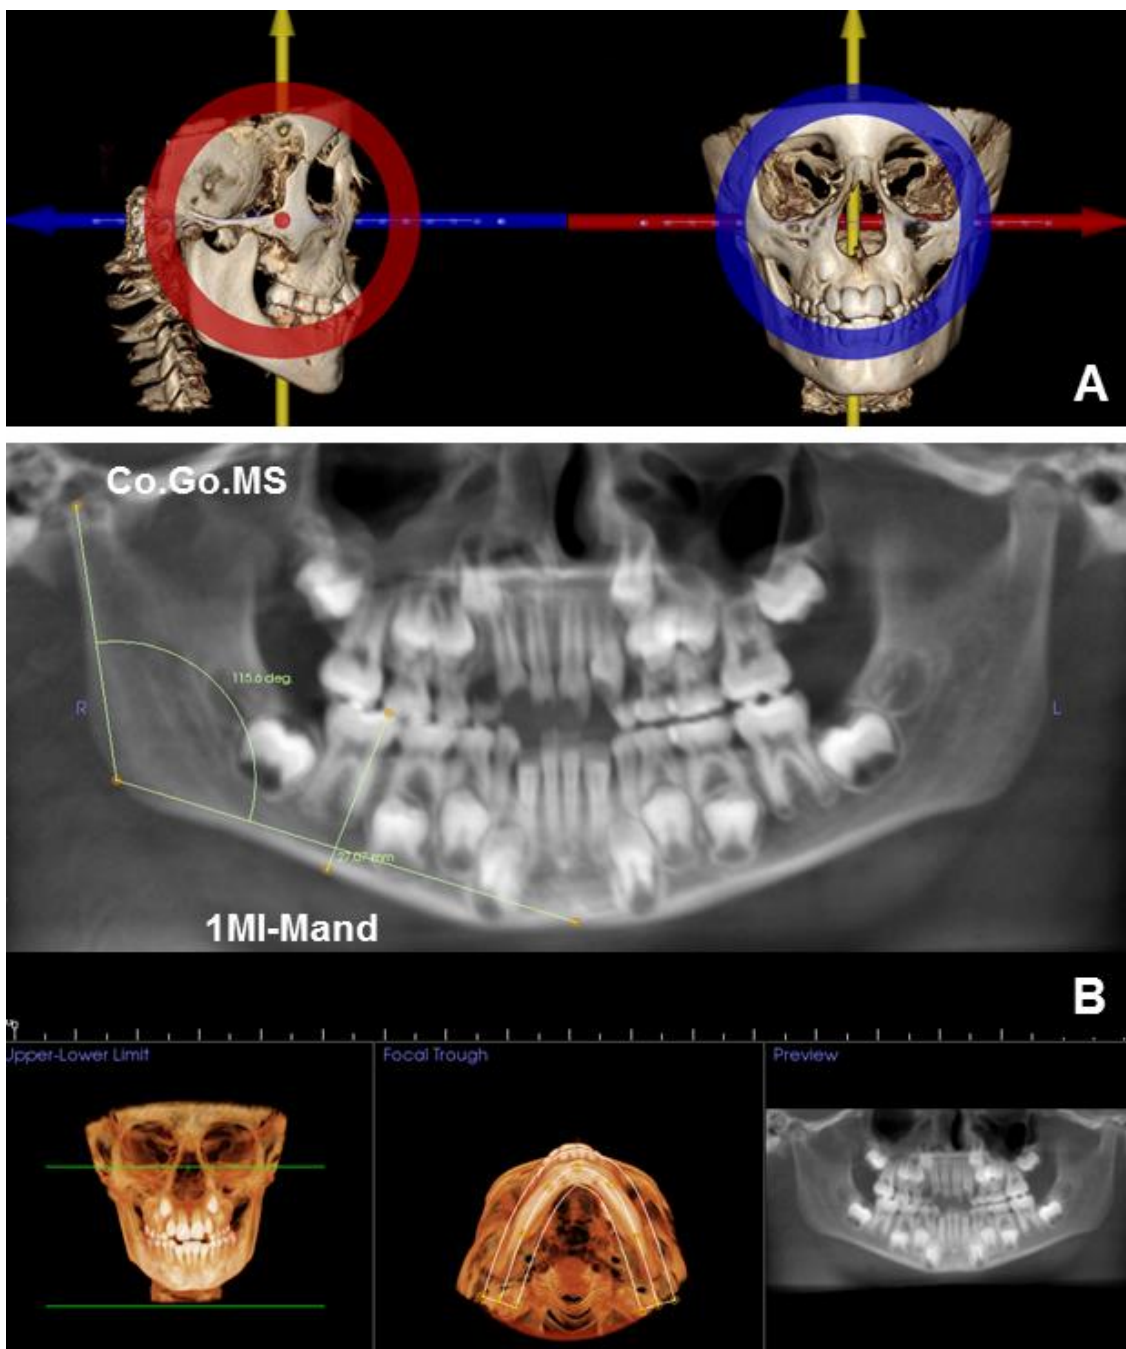 A
Co.Go.MS
115.6 deg.
R
L
27.07 mm
1MI-Mand
B
Upper-Lower Limit
Focal Trough
Preview